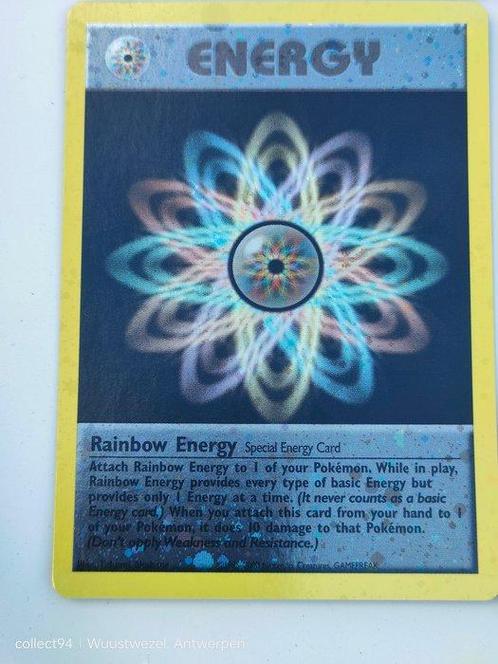 ENERGY
Rainbow Energy Special Energy Card
Attach Rainbow Energy to 1 of your Pokémon. While in play,
Rainbow Energy provides every type of basic Energy but
provides only 1 Energy at a time. (It never counts as a basic
Energy card.) When you attach this card from your hand to 1
of your Pokémon, it does 10 damage to that Pokémon.
(Don't apply Weakness and Resistance.)
Creatures, GAMEFREAK
collect94 | Wuustwezel, Antwerpen